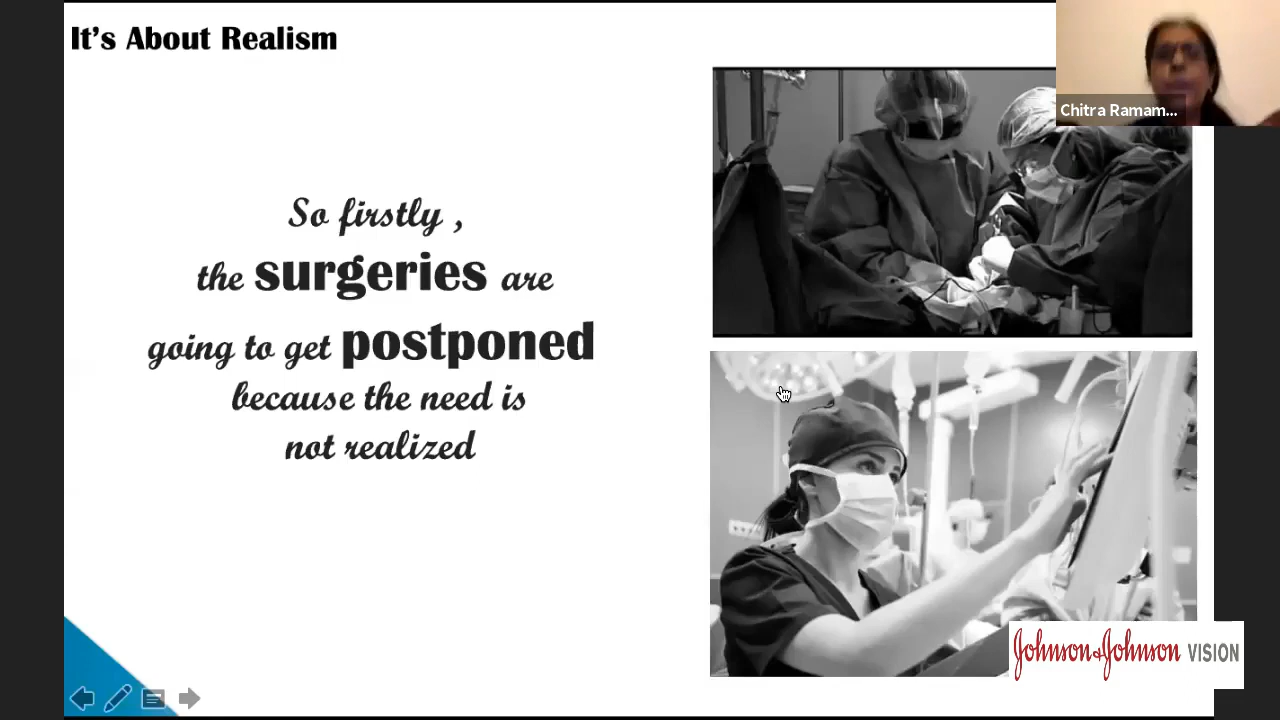 It's About Realism
So firstly ,
the surgeries are
going to get postponed
because the need is
not realized
Chitra Ramam...
Johnson & Johnson VISION